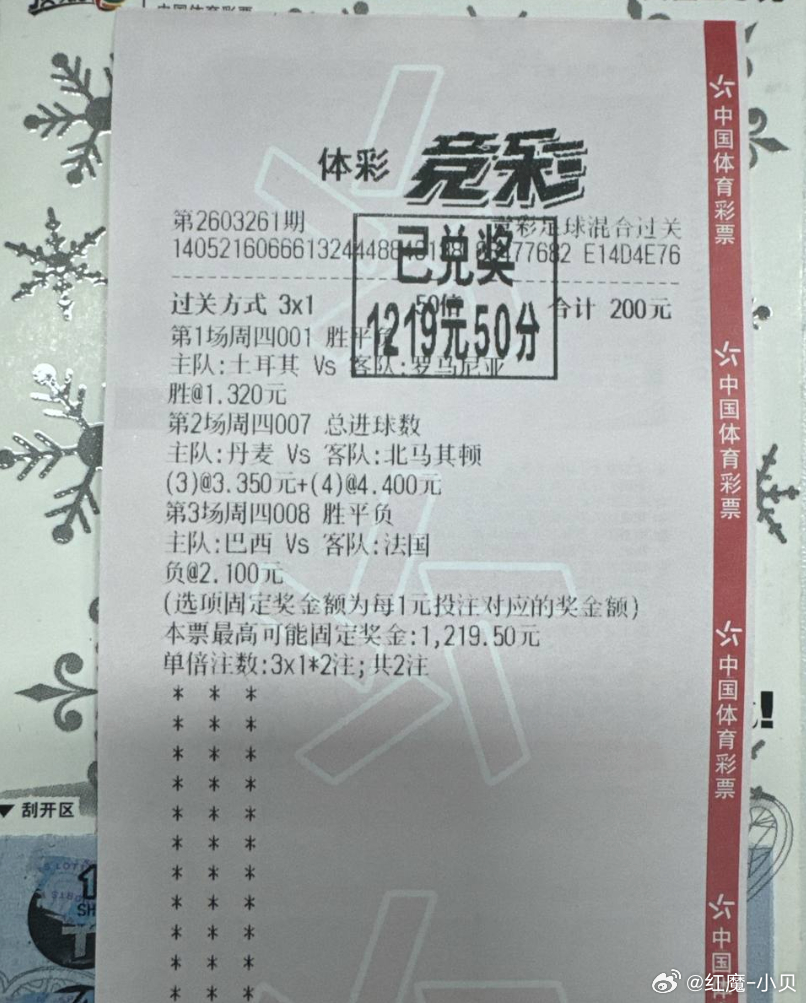 中国体育彩票
体彩 竞彩
第2603261期 竞彩足球混合过关
已兑奖
1219元50分
E14D4E76
过关方式 3x1 50倍 合计 200元
第1场周四001 胜平负
主队:土耳其 Vs 客队:罗马尼亚
胜@1.320元
第2场周四007 总进球数
主队:丹麦 Vs 客队:北马其顿
(3)@3.350元+(4)@4.400元
第3场周四008 胜平负
主队:巴西 Vs 客队:法国
负@2.100元
(选项固定奖金额为每1元投注对应的奖金额)
本票最高可能固定奖金:1,219.50元
单倍注数:3x1*2注;共2注
* * *
* * *
* * *
* * *
* * *
* * *
* * *
* * *
* * *
* * *
* * *
中国体育彩票
中国体育彩票
中国体育彩票
中国
刮开区
@红魔-小贝